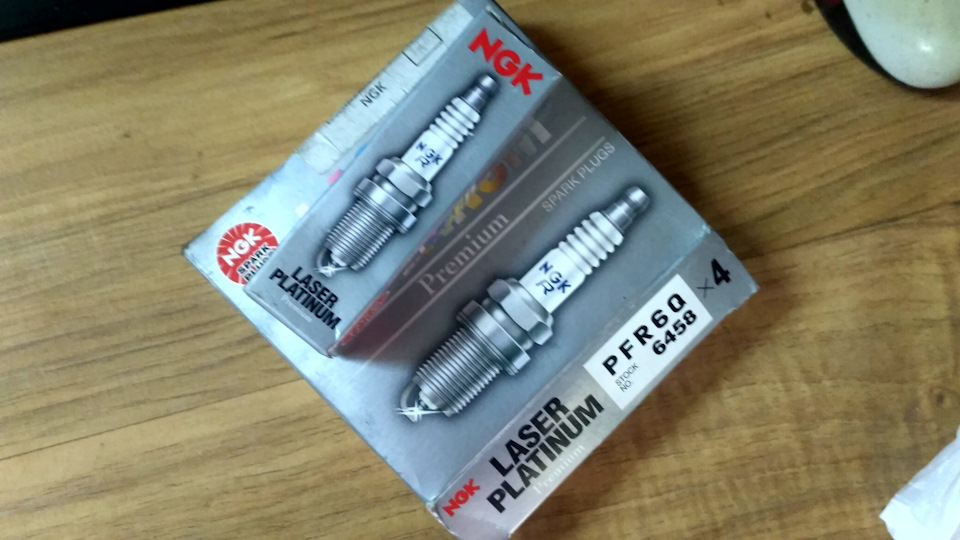 NGK
NGK
NGK
R
NGK
SPARK
PLUGS
LASER
PLATINUM
Premium
SPARK PLUGS
Premium
NGK
R
PFR6Q
×4
STOCK
NO. 6458
LASER
PLATINUM
Premium
NGK